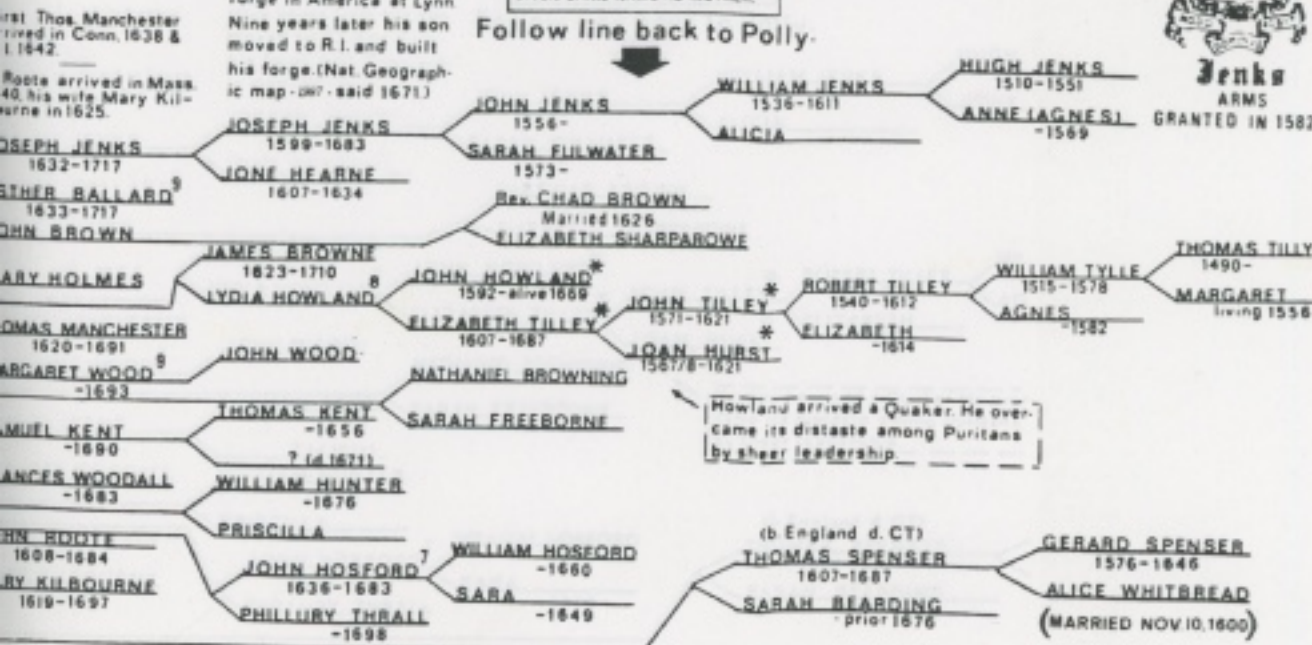 irst Thos. Manchester
rived in Conn. 1638 &
I. 1642.
Roote arrived in Mass.
40, his wife Mary Kil-
ourne in 1625.
forge in America at Lynn
Nine years later his son
moved to R.I. and built
his forge. (Nat. Geograph-
ic map - said 1671.)
Follow line back to Polly.
Jenks
ARMS
GRANTED IN 1582
HUGH JENKS
1510-1551
WILLIAM JENKS
1536-1611
ANNE (AGNES)
-1569
JOHN JENKS
1556-
ALICIA
JOSEPH JENKS
1599-1683
SARAH FULWATER
1573-
OSEPH JENKS
1632-1717
JONE HEARNE
1607-1634
STHER BALLARD 9
1633-1717
Rev. CHAD BROWN
Married 1626
OHN BROWN
ELIZABETH SHARPAROWE
JAMES BROWNE
1623-1710
ARY HOLMES
LYDIA HOWLAND 8
JOHN HOWLAND *
1592-alive 1669
ELIZABETH TILLEY *
1607-1687
JOHN TILLEY *
1571-1621
JOAN HURST *
1567/8-1621
ROBERT TILLEY
1540-1612
ELIZABETH
-1614
WILLIAM TYLLE
1515-1578
AGNES
-1582
THOMAS TILLY
1490-
MARGARET
living 1556
OMAS MANCHESTER
1620-1691
JOHN WOOD
ARGARET WOOD 9
-1693
NATHANIEL BROWNING
SARAH FREEBORNE
Howland arrived a Quaker. He over-
came its distaste among Puritans
by sheer leadership.
THOMAS KENT
-1656
AMUEL KENT
-1690
? (d.1671)
ANCES WOODALL
-1683
WILLIAM HUNTER
-1676
PRISCILLA
HN ROOTE
1608-1684
RY KILBOURNE
1619-1697
JOHN HOSFORD 7
1636-1683
PHILLURY THRALL
-1698
WILLIAM HOSFORD
-1660
SARA
-1649
(b. England d. CT)
THOMAS SPENSER
1607-1687
SARAH BEARDING
-prior 1676
GERARD SPENSER
1576-1646
ALICE WHITBREAD
(MARRIED NOV. 10, 1600)